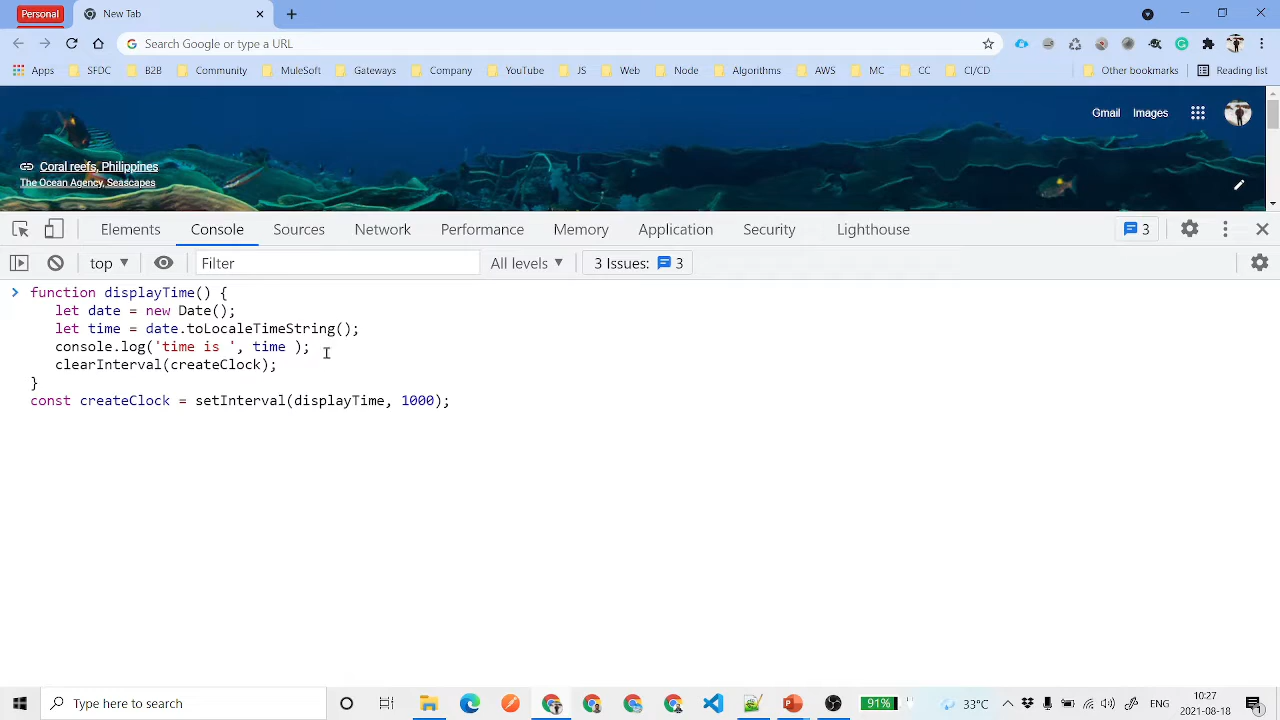 Personal
New Tab
Search Google or type a URL
Apps SFDC B2B Community MuleSoft Gateways Company YouTube JS Web Node Algorithms AWS MC CC CI/CD Other bookmarks Reading list
Gmail Images
Coral reefs, Philippines
The Ocean Agency, Seascapes
Elements Console Sources Network Performance Memory Application Security Lighthouse 3
top Filter All levels 3 Issues: 3
function displayTime() {
let date = new Date();
let time = date.toLocaleTimeString();
console.log('time is ', time );
clearInterval(createClock);
}
const createClock = setInterval(displayTime, 1000);
Type here to search
91% 33°C ENG
10:27
2021-08-18